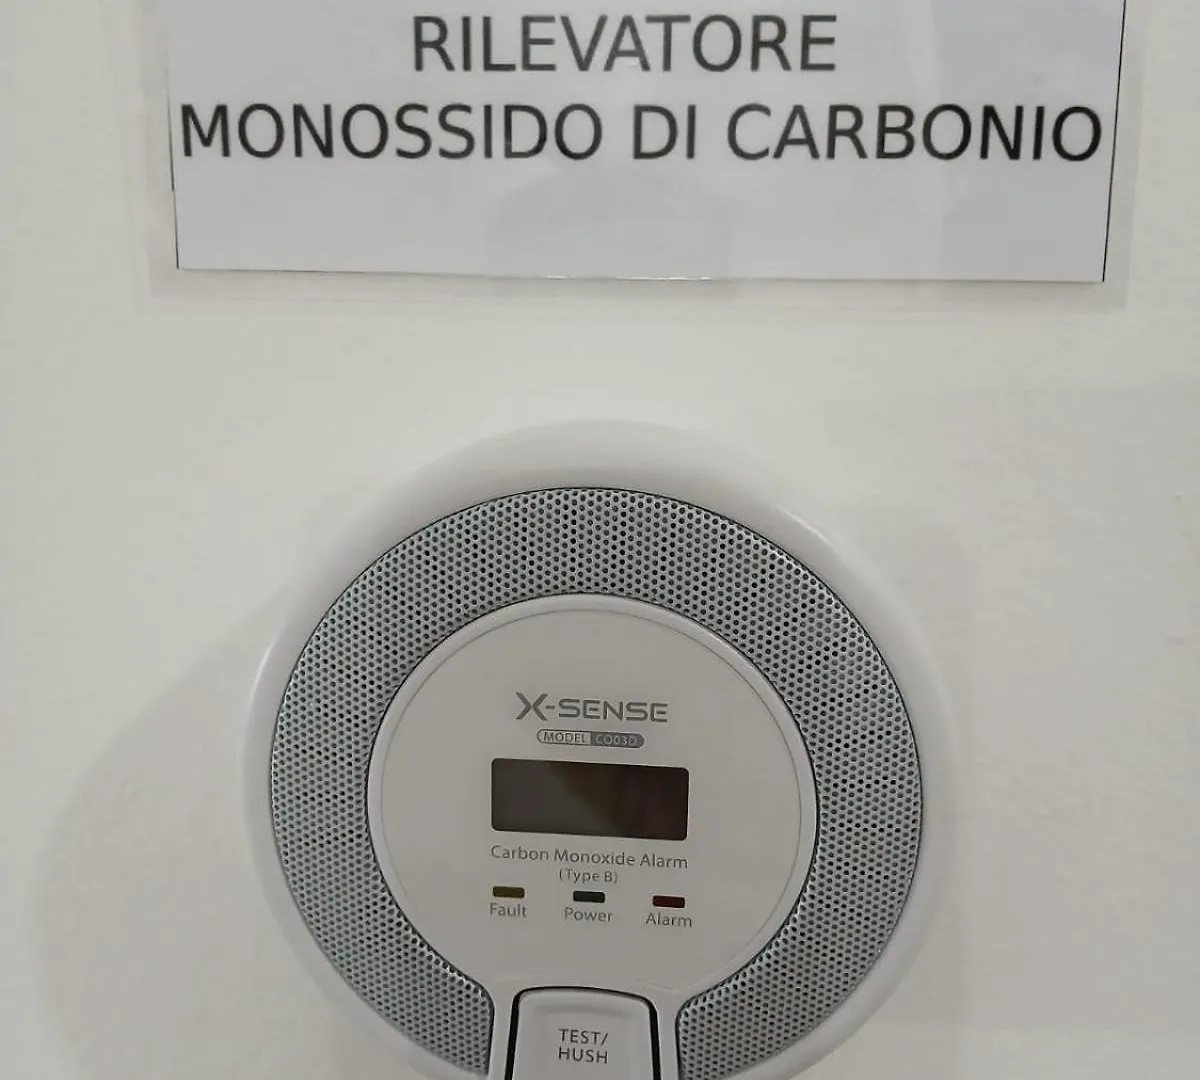 RILEVATORE
MONOSSIDO DI CARBONIO
X-SENSE
MODEL CO03D
Carbon Monoxide Alarm
(Type B)
Fault Power Alarm
TEST/
HUSH